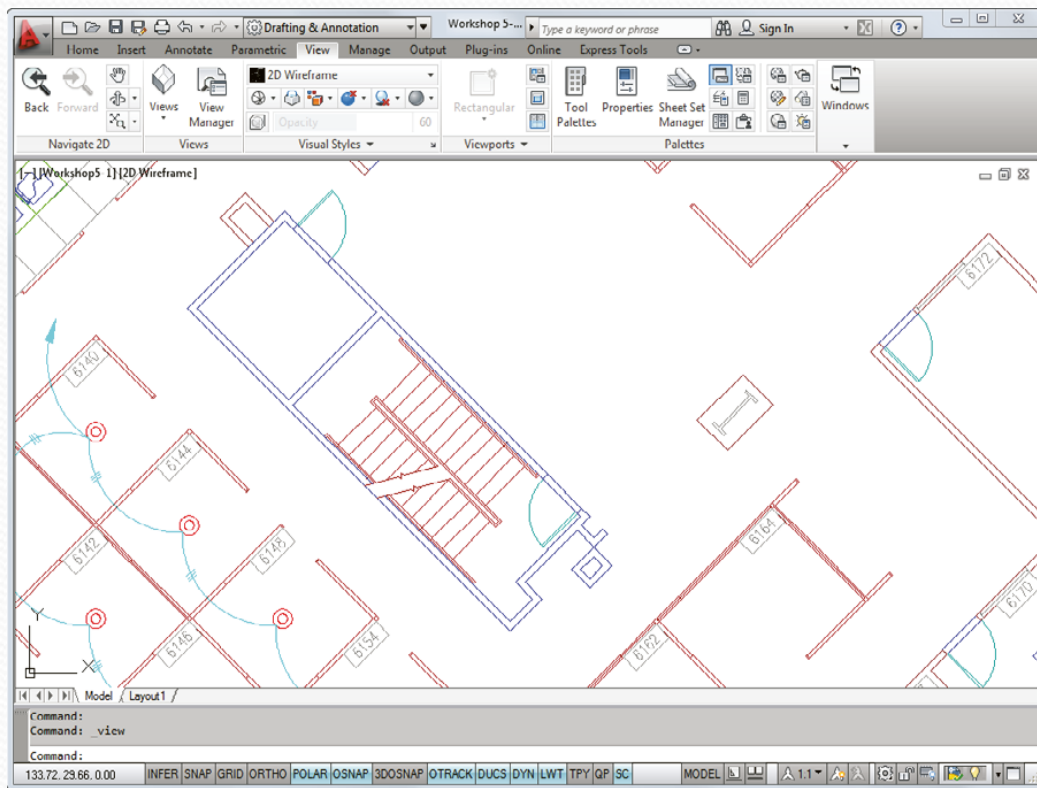 Drafting & Annotation
Workshop 5-...
Type a keyword or phrase
Sign In
Home Insert Annotate Parametric View Manage Output Plug-ins Online Express Tools
2D Wireframe
Back Forward
Views
View Manager
Opacity 60
Rectangular
Tool Palettes
Properties
Sheet Set Manager
Windows
Navigate 2D
Views
Visual Styles
Viewports
Palettes
[-][Workshop5 1][2D Wireframe]
6172
6140
6144
6142
6148
6164
6146
6154
6162
6170
Y
X
Model / Layout1 /
Command:
Command: _view
Command:
133.72, 29.66, 0.00 INFER SNAP GRID ORTHO POLAR OSNAP 3DOSNAP OTRACK DUCS DYN LWT TPY QP SC MODEL 1:1